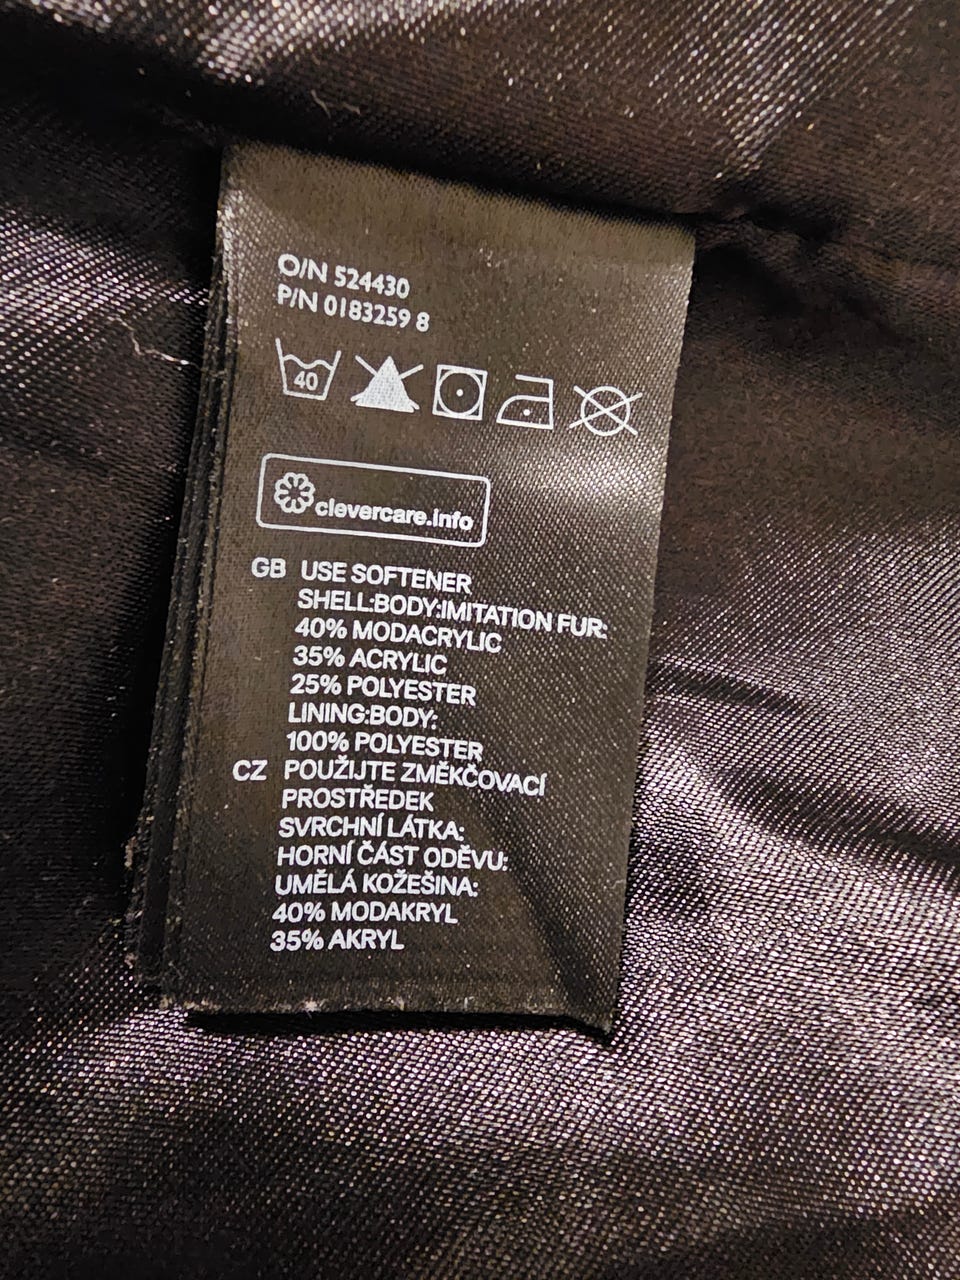 O/N 524430
P/N 0183259 8
40
clevercare.info
GB USE SOFTENER
SHELL:BODY:IMITATION FUR:
40% MODACRYLIC
35% ACRYLIC
25% POLYESTER
LINING:BODY:
100% POLYESTER
CZ POUŽIJTE ZMĚKČOVACÍ
PROSTŘEDEK
SVRCHNÍ LÁTKA:
HORNÍ ČÁST ODĚVU:
UMĚLÁ KOŽEŠINA:
40% MODAKRYL
35% AKRYL